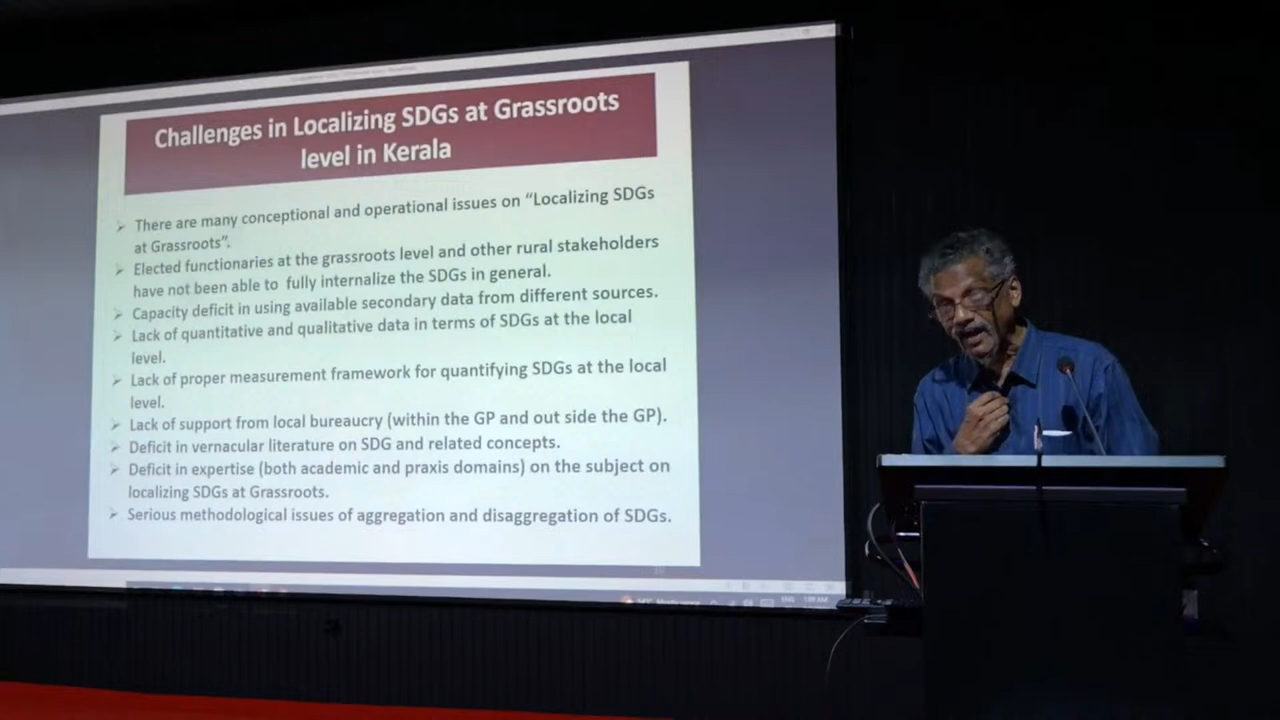 Challenges in Localizing SDGs at Grassroots
level in Kerala
➢ There are many conceptional and operational issues on “Localizing SDGs
at Grassroots”.
➢ Elected functionaries at the grassroots level and other rural stakeholders
have not been able to fully internalize the SDGs in general.
➢ Capacity deficit in using available secondary data from different sources.
➢ Lack of quantitative and qualitative data in terms of SDGs at the local
level.
➢ Lack of proper measurement framework for quantifying SDGs at the local
level.
➢ Lack of support from local bureaucry (within the GP and out side the GP).
➢ Deficit in vernacular literature on SDG and related concepts.
➢ Deficit in expertise (both academic and praxis domains) on the subject on
localizing SDGs at Grassroots.
➢ Serious methodological issues of aggregation and disaggregation of SDGs.